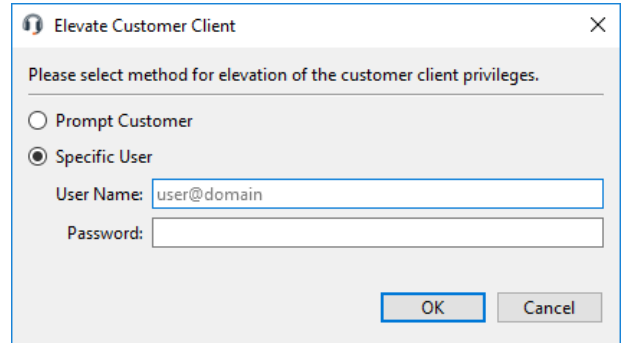 Elevate Customer Client
Please select method for elevation of the customer client privileges.
Prompt Customer
Specific User
User Name: user@domain
Password:
OK Cancel